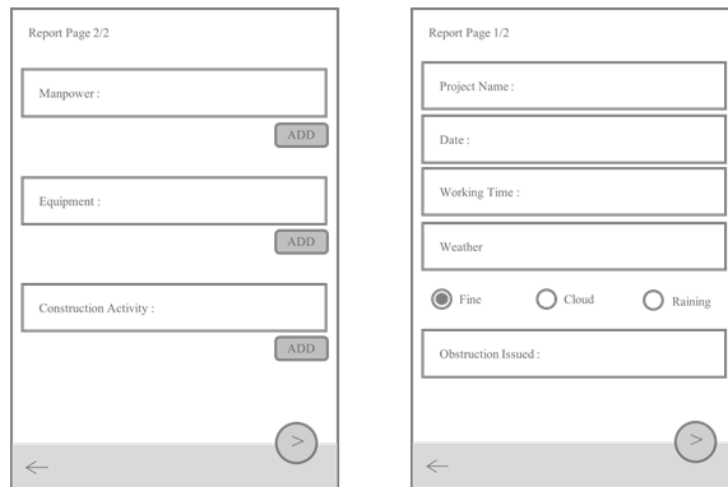 Report Page 2/2
Manpower :
ADD
Equipment :
ADD
Construction Activity :
ADD
>
Report Page 1/2
Project Name :
Date :
Working Time :
Weather
Fine
Cloud
Raining
Obstruction Issued :
>